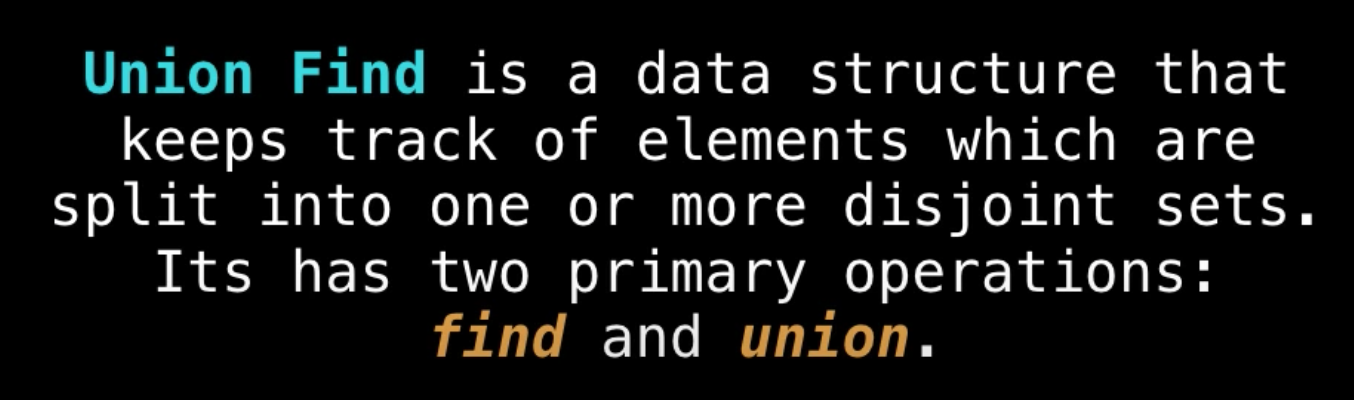 Union Find is a data structure that
keeps track of elements which are
split into one or more disjoint sets.
Its has two primary operations:
find and union.